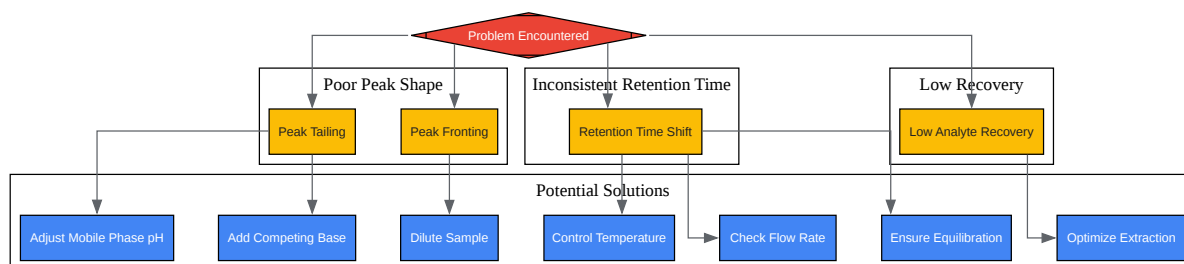 Problem Encountered
Poor Peak Shape
Inconsistent Retention Time
Low Recovery
Peak Tailing
Peak Fronting
Retention Time Shift
Low Analyte Recovery
Potential Solutions
Adjust Mobile Phase pH
Add Competing Base
Dilute Sample
Control Temperature
Check Flow Rate
Ensure Equilibration
Optimize Extraction